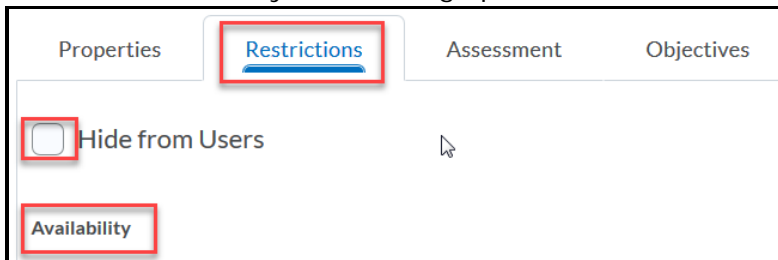 Properties Restrictions Assessment Objectives
Hide from Users
Availability